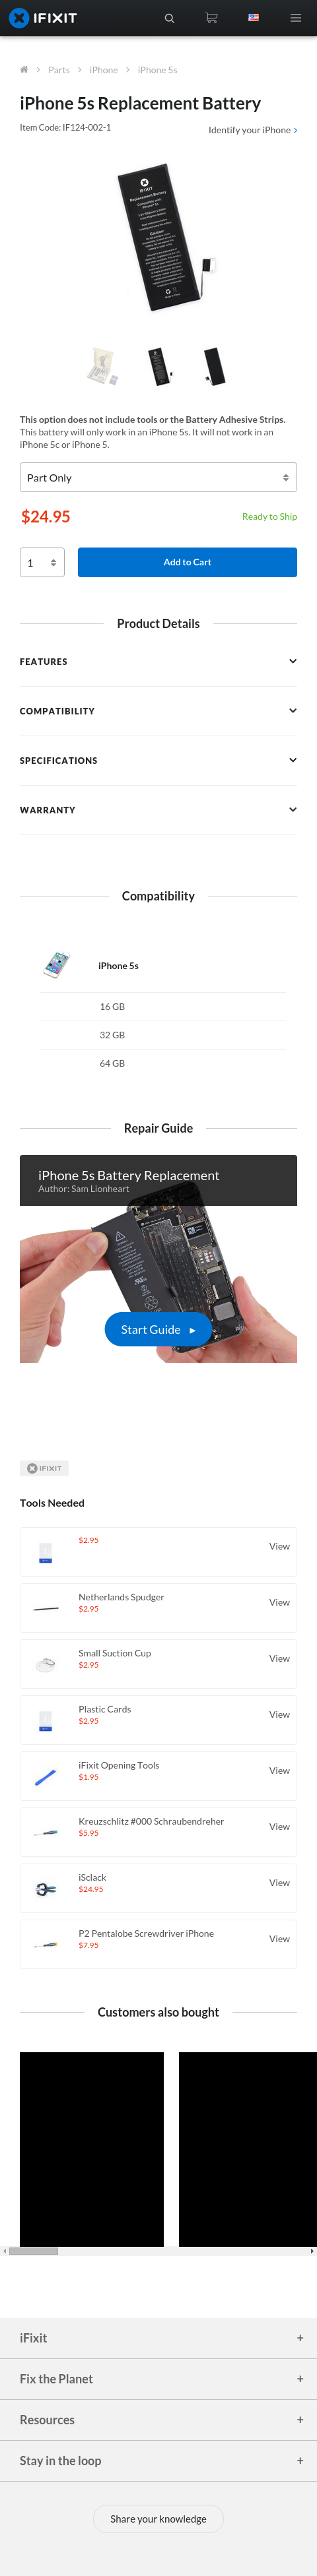 IFIXIT
Parts
iPhone
iPhone 5s
iPhone 5s Replacement Battery
Item Code: IF124-002-1
Identify your iPhone
IFIXIT
Replacement Battery
This option does not include tools or the Battery Adhesive Strips.
This battery will only work in an iPhone 5s. It will not work in an
iPhone 5c or iPhone 5.
Part Only
$24.95
Ready to Ship
1
Add to Cart
Product Details
FEATURES
COMPATIBILITY
SPECIFICATIONS
WARRANTY
Compatibility
iPhone 5s
16 GB
32 GB
64 GB
Repair Guide
iPhone 5s Battery Replacement
Author: Sam Lionheart
Start Guide
IFIXIT
Tools Needed
$2.95
View
Netherlands Spudger
$2.95
View
Small Suction Cup
$2.95
View
Plastic Cards
$2.95
View
iFixit Opening Tools
$1.95
View
Kreuzschlitz #000 Schraubendreher
$5.95
View
iSclack
$24.95
View
P2 Pentalobe Screwdriver iPhone
$7.95
View
Customers also bought
iFixit
+
Fix the Planet
+
Resources
+
Stay in the loop
+
Share your knowledge